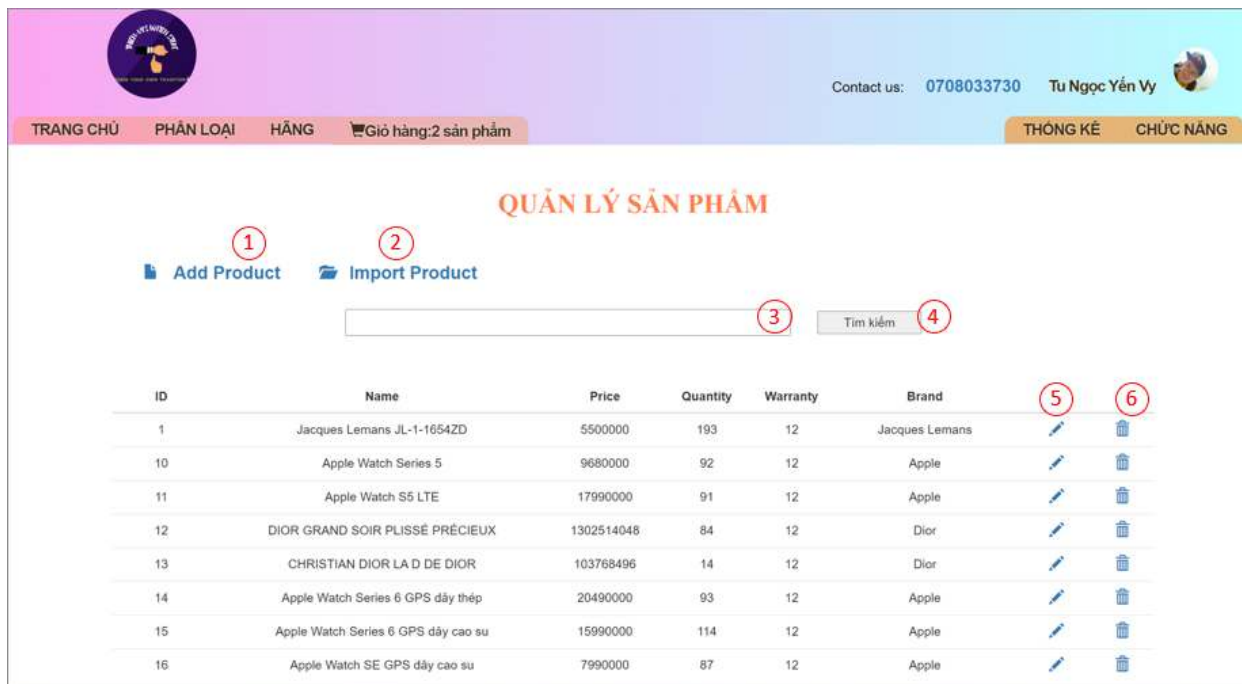 Contact us: 0708033730 Tu Ngọc Yến Vy
TRANG CHỦ PHÂN LOẠI HÃNG Giỏ hàng:2 sản phẩm THỐNG KÊ CHỨC NĂNG
QUẢN LÝ SẢN PHẨM
1 2
Add Product Import Product
3 Tìm kiếm 4
ID Name Price Quantity Warranty Brand 5 6
1 Jacques Lemans JL-1-1654ZD 5500000 193 12 Jacques Lemans
10 Apple Watch Series 5 9680000 92 12 Apple
11 Apple Watch S5 LTE 17990000 91 12 Apple
12 DIOR GRAND SOIR PLISSÉ PRÉCIEUX 1302514048 84 12 Dior
13 CHRISTIAN DIOR LA D DE DIOR 103768496 14 12 Dior
14 Apple Watch Series 6 GPS dây thép 20490000 93 12 Apple
15 Apple Watch Series 6 GPS dây cao su 15990000 114 12 Apple
16 Apple Watch SE GPS dây cao su 7990000 87 12 Apple